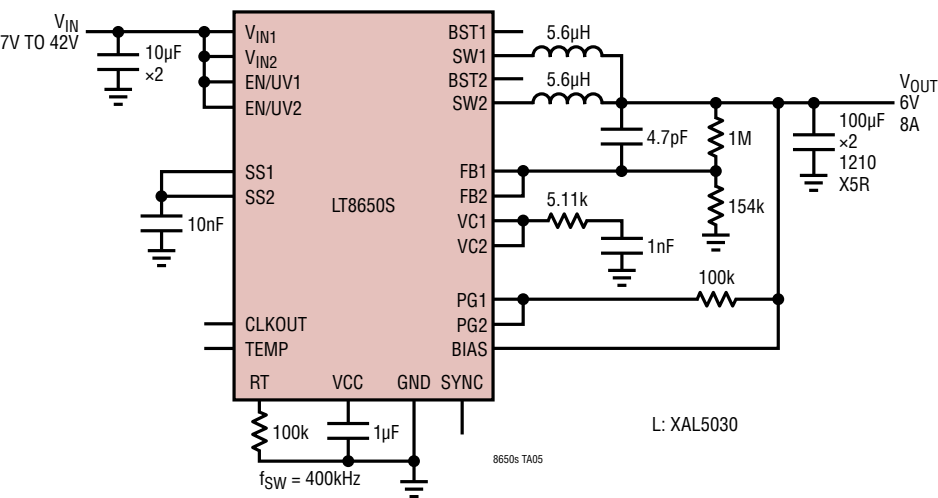 VIN
7V TO 42V
10µF
×2
VIN1
VIN2
EN/UV1
EN/UV2
SS1
SS2
10nF
CLKOUT
TEMP
RT
VCC
GND
SYNC
LT8650S
BST1
SW1
BST2
SW2
FB1
FB2
VC1
VC2
PG1
PG2
BIAS
5.6µH
5.6µH
4.7pF
1M
154k
5.11k
1nF
100k
VOUT
6V
8A
100µF
×2
1210
X5R
100k
1µF
fSW = 400kHz
L: XAL5030
8650s TA05